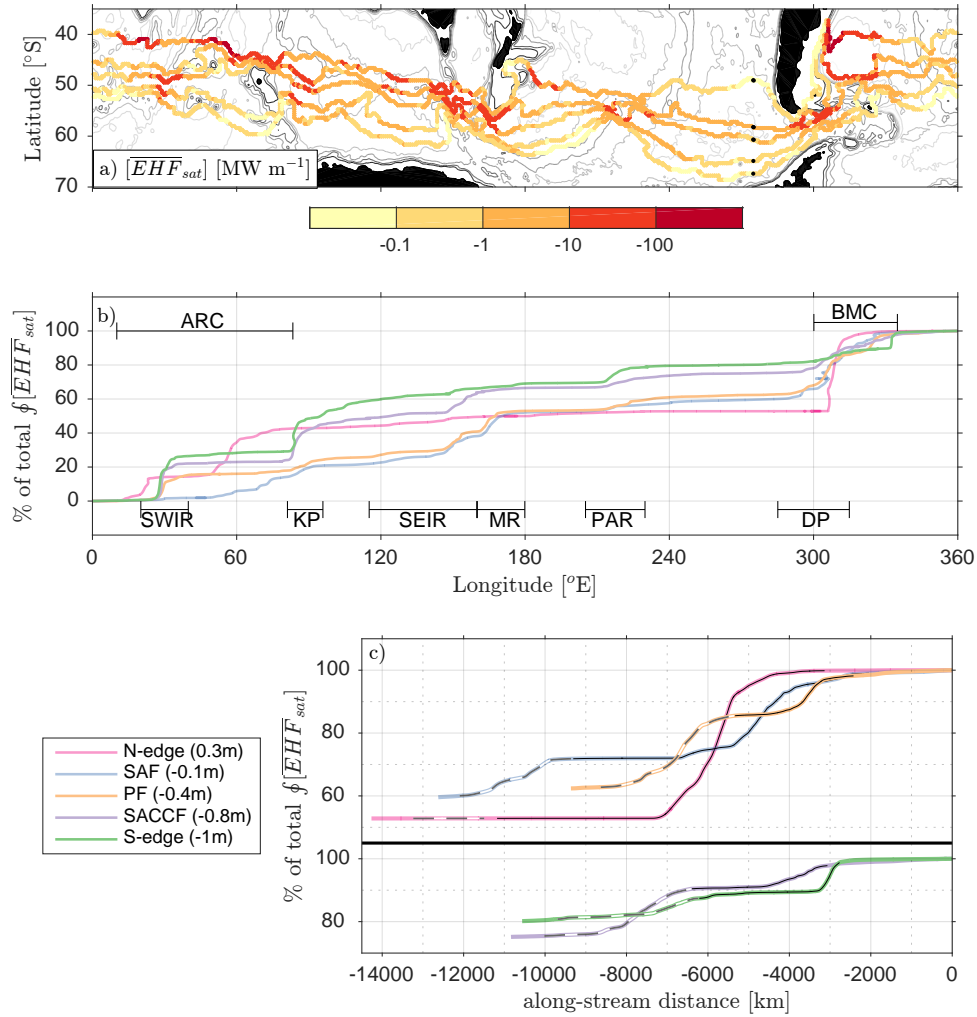 40
50
60
70
Latitude [°S]
a) [EHF_sat] [MW m⁻¹]
-0.1 -1 -10 -100
b)
ARC
BMC
100
80
60
40
20
0
% of total ∮[EHF_sat]
SWIR KP SEIR MR PAR DP
0 60 120 180 240 300 360
Longitude [°E]
c)
100
80
60
% of total ∮[EHF_sat]
100
80
N-edge (0.3m)
SAF (-0.1m)
PF (-0.4m)
SACCF (-0.8m)
S-edge (-1m)
-14000 -12000 -10000 -8000 -6000 -4000 -2000 0
along-stream distance [km]